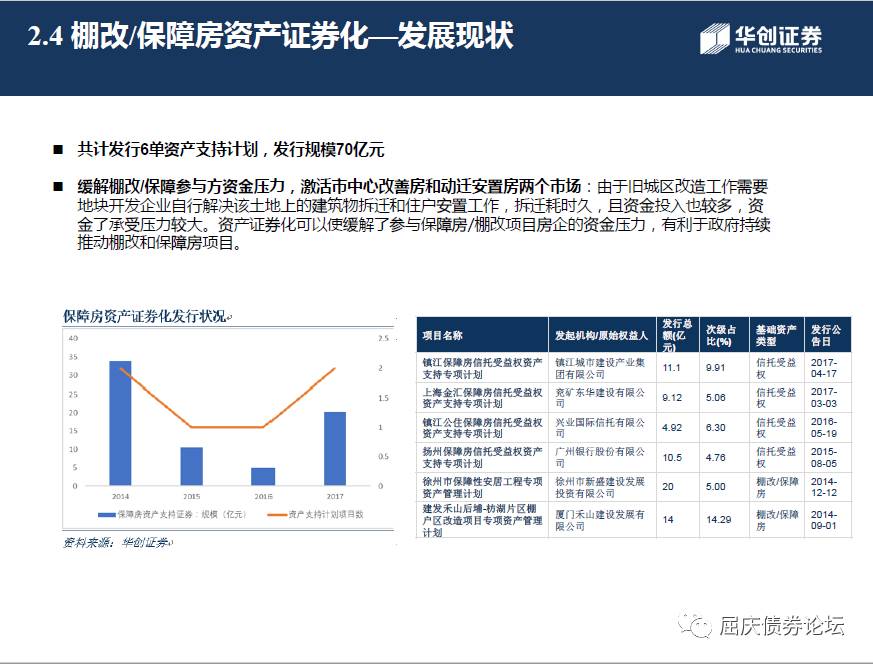 2.4 棚改/保障房资产证券化—发展现状
华创证券
HUA CHUANG SECURITIES
■ 共计发行6单资产支持计划，发行规模70亿元
■ 缓解棚改/保障参与方资金压力，激活市中心改善房和动迁安置房两个市场：由于旧城区改造工作需要
地块开发企业自行解决该土地上的建筑物拆迁和住户安置工作，拆迁耗时久，且资金投入也较多，资
金了承受压力较大。资产证券化可以使缓解了参与保障房/棚改项目房企的资金压力，有利于政府持续
推动棚改和保障房项目。
保障房资产证券化发行状况
40 2.5
35
30 2
25
20 1.5
15 1
10
5 0.5
0 0
2014 2015 2016 2017
保障房资产支持证券：规模（亿元） 资产支持计划项目数
资料来源：华创证券
项目名称 发起机构/原始权益人 发行总额(亿元) 次级占比(%) 基础资产类型 发行公告日
镇江保障房信托受益权资产支持专项计划 镇江城市建设产业集团有限公司 11.1 9.91 信托受益权 2017-04-17
上海金汇保障房信托受益权资产支持专项计划 兖矿东华建设有限公司 9.12 5.06 信托受益权 2017-03-03
镇江公住保障房信托受益权资产支持专项计划 兴业国际信托有限公司 4.92 6.30 信托受益权 2016-05-19
扬州保障房信托受益权资产支持专项计划 广州银行股份有限公司 10.5 4.76 信托受益权 2015-08-05
徐州市保障性安居工程专项资产管理计划 徐州市新盛建设发展投资有限公司 20 5.00 棚改/保障房 2014-12-12
建发禾山后埔-枋湖片区棚户区改造项目专项资产管理计划 厦门禾山建设发展有限公司 14 14.29 棚改/保障房 2014-09-01
屈庆债券论坛